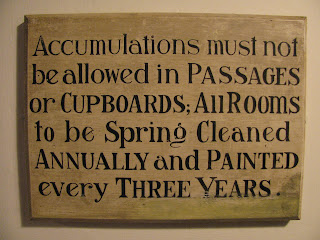 Accumulations must not
be allowed in PASSAGES
or CUPBOARDS; All ROOMS
to be Spring Cleaned
ANNUALLY and PAINTED
every THREE YEARS.